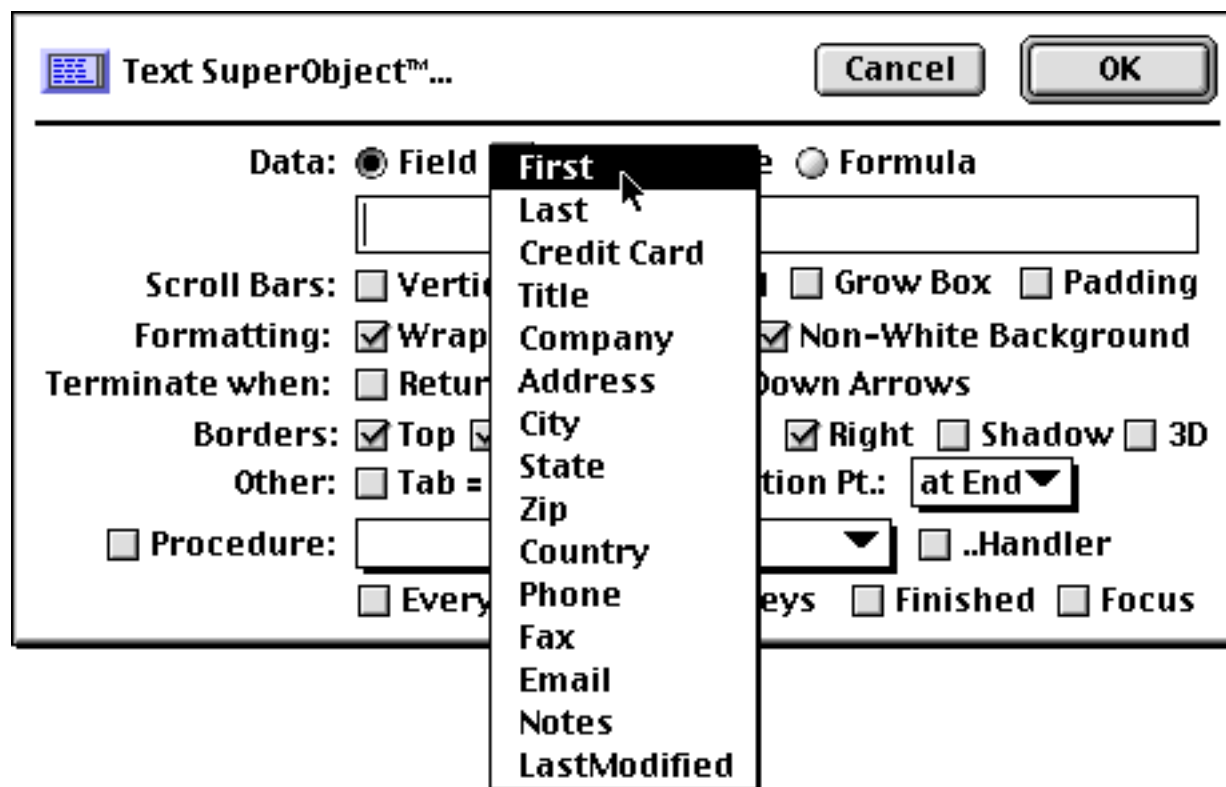 Text SuperObject™... Cancel OK
Data: Field e Formula
First
Last
Credit Card
Title
Company
Address
City
State
Zip
Country
Phone
Fax
Email
Notes
LastModified
Scroll Bars: Verti Grow Box Padding
Formatting: Wrap Non-White Background
Terminate when: Retur Down Arrows
Borders: Top Right Shadow 3D
Other: Tab = tion Pt.: at End
Procedure: ..Handler
Every eys Finished Focus